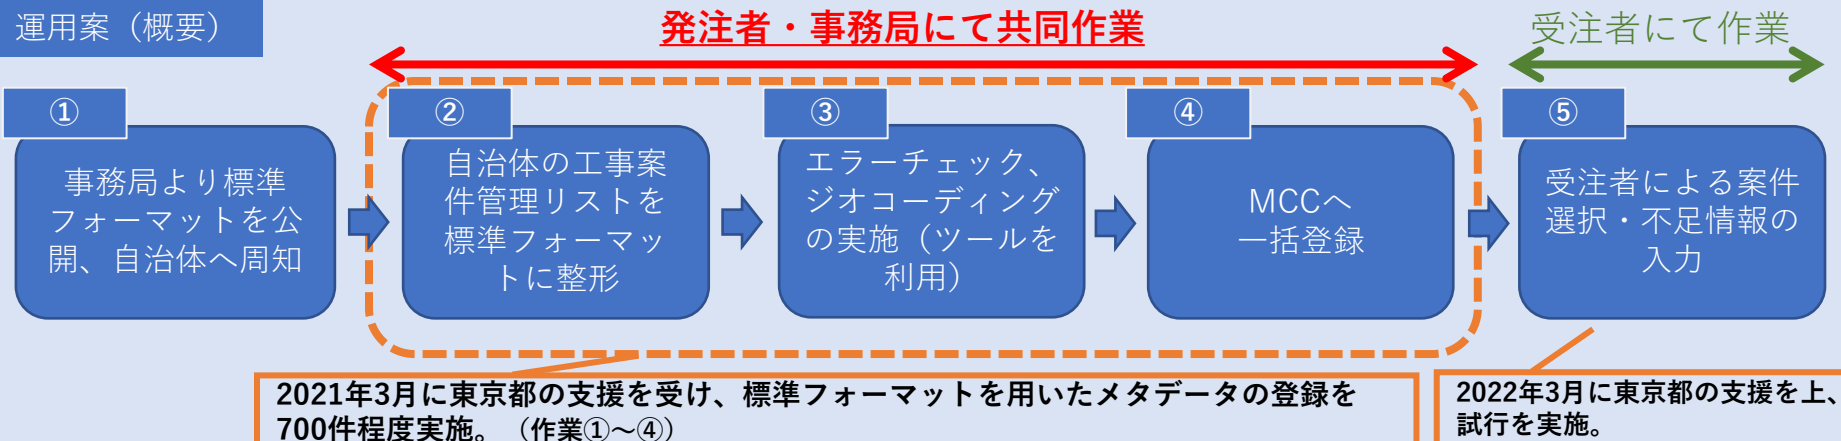 運用案（概要）
発注者・事務局にて共同作業
受注者にて作業
①
事務局より標準
フォーマットを公
開、自治体へ周知
②
自治体の工事案
件管理リストを
標準フォーマッ
トに整形
③
エラーチェック、
ジオコーディング
の実施（ツールを
利用）
④
MCCへ
一括登録
⑤
受注者による案件
選択・不足情報の
入力
2021年3月に東京都の支援を受け、標準フォーマットを用いたメタデータの登録を
700件程度実施。（作業①～④）
2022年3月に東京都の支援を上、
試行を実施。